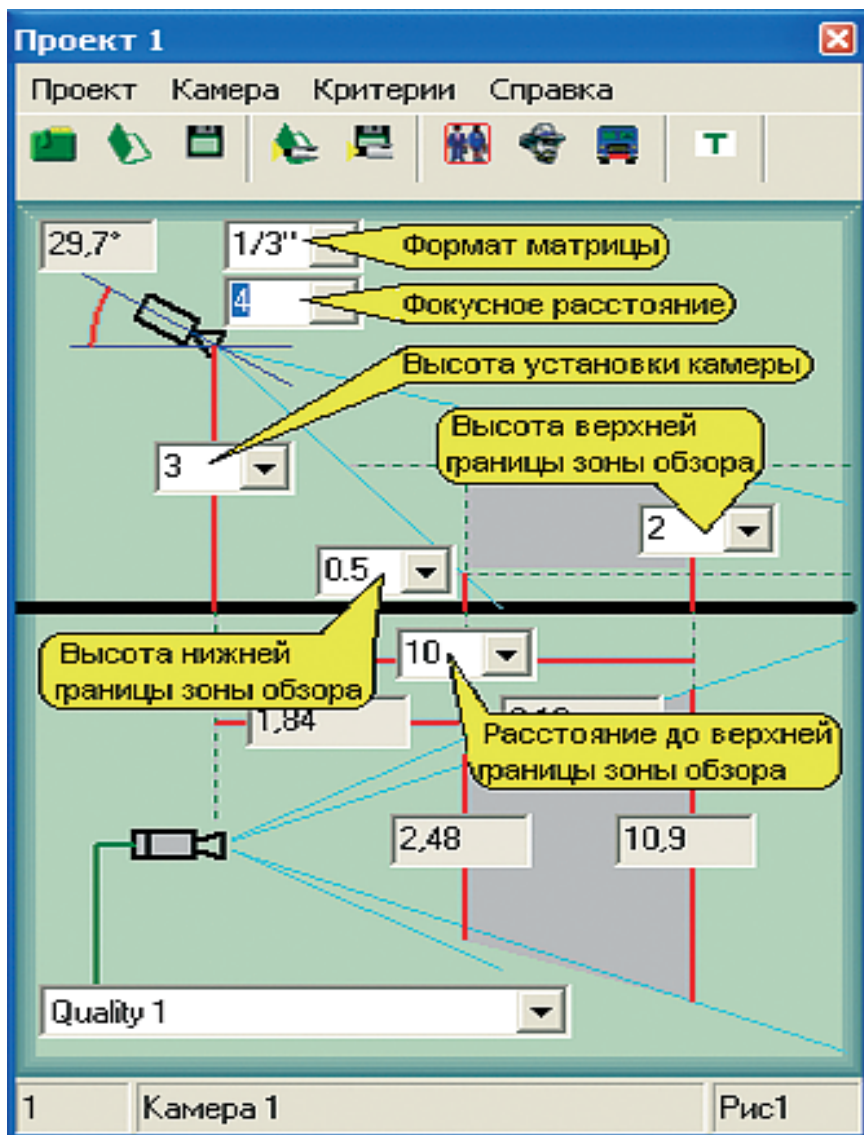 Проект 1
Проект Камера Критерии Справка
T
29,7° 1/3" Формат матрицы
4 Фокусное расстояние
Высота установки камеры
3
Высота верхней
границы зоны обзора
2
0.5
Высота нижней
границы зоны обзора
10
1,84
Расстояние до верхней
границы зоны обзора
2,48 10,9
Quality 1
1 Камера 1 Рис1